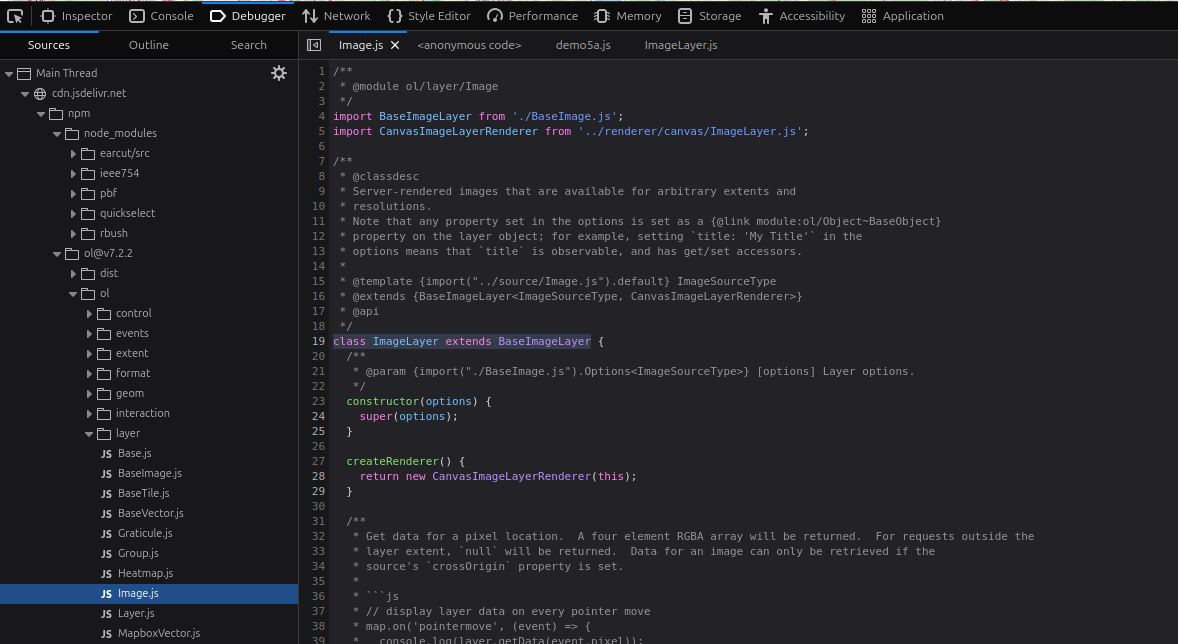 Inspector Console Debugger Network Style Editor Performance Memory Storage Accessibility Application
Sources Outline Search
Main Thread
cdn.jsdelivr.net
npm
node_modules
earcut/src
ieee754
pbf
quickselect
rbush
ol@v7.2.2
dist
ol
control
events
extent
format
geom
interaction
layer
JS Base.js
JS BaseImage.js
JS BaseTile.js
JS BaseVector.js
JS Graticule.js
JS Group.js
JS Heatmap.js
JS Image.js
JS Layer.js
JS MapboxVector.js
Image.js <anonymous code> demo5a.js ImageLayer.js
1 /**
2  * @module ol/layer/Image
3  */
4 import BaseImageLayer from './BaseImage.js';
5 import CanvasImageLayerRenderer from '../renderer/canvas/ImageLayer.js';
6
7 /**
8  * @classdesc
9  * Server-rendered images that are available for arbitrary extents and
10  * resolutions.
11  * Note that any property set in the options is set as a {@link module:ol/Object~BaseObject}
12  * property on the layer object; for example, setting `title: 'My Title'` in the
13  * options means that `title` is observable, and has get/set accessors.
14  *
15  * @template {import("../source/Image.js").default} ImageSourceType
16  * @extends {BaseImageLayer<ImageSourceType, CanvasImageLayerRenderer>}
17  * @api
18  */
19 class ImageLayer extends BaseImageLayer {
20   /**
21    * @param {import("./BaseImage.js").Options<ImageSourceType>} [options] Layer options.
22    */
23   constructor(options) {
24     super(options);
25   }
26
27   createRenderer() {
28     return new CanvasImageLayerRenderer(this);
29   }
30
31   /**
32    * Get data for a pixel location.  A four element RGBA array will be returned.  For requests outside the
33    * layer extent, `null` will be returned.  Data for an image can only be retrieved if the
34    * source's `crossOrigin` property is set.
35    *
36    * ```js
37    * // display layer data on every pointer move
38    * map.on('pointermove', (event) => {
39    *   console.log(layer.getData(event.pixel));